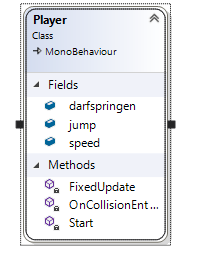 Player
Class
MonoBehaviour
Fields
darfspringen
jump
speed
Methods
FixedUpdate
OnCollisionEnt ...
Start